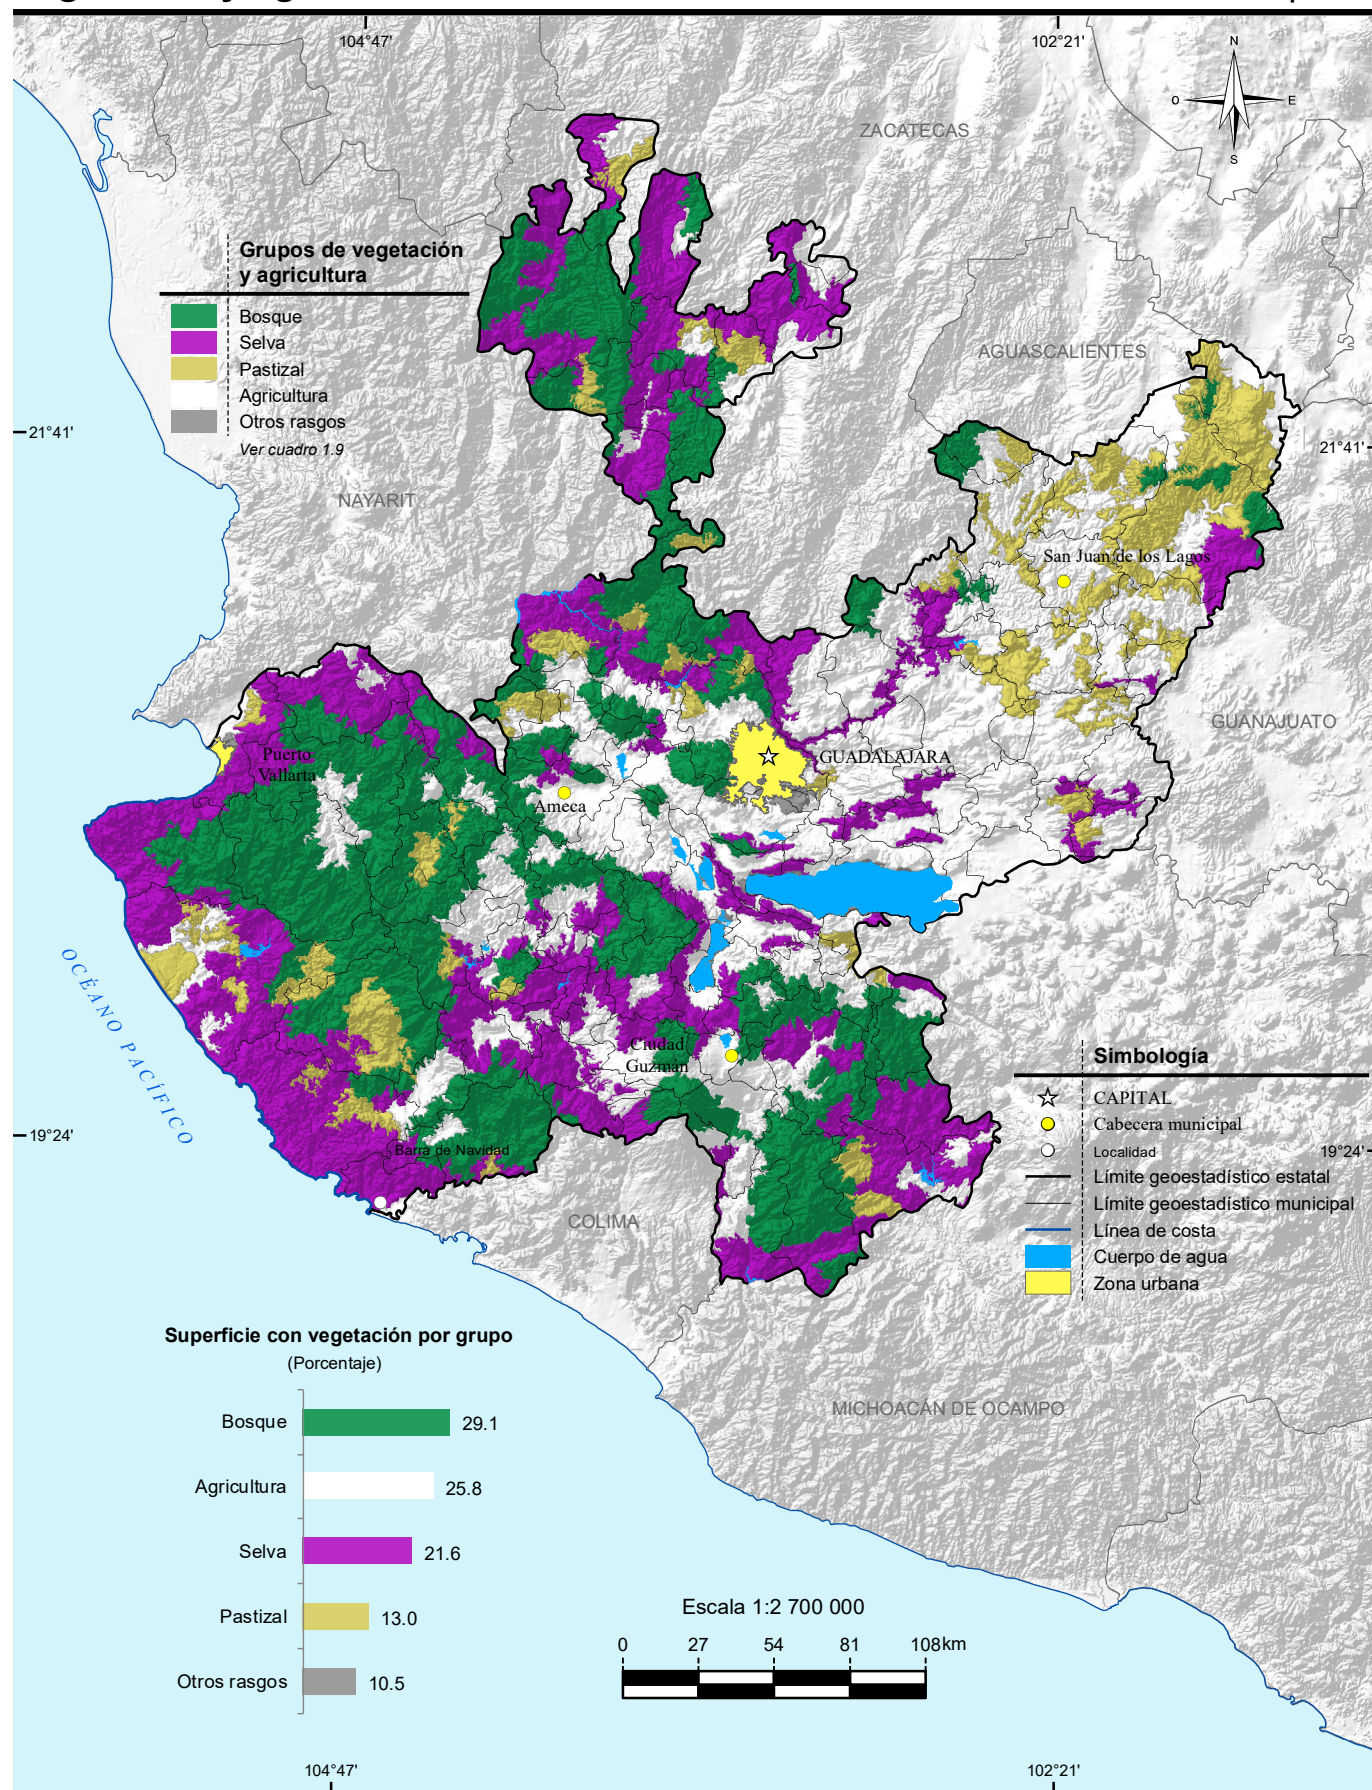 104°47'
102°21'
N
O
E
S
ZACATECAS
Grupos de vegetación
y agricultura
Bosque
Selva
Pastizal
Agricultura
Otros rasgos
Ver cuadro 1.9
AGUASCALIENTES
21°41'
21°41'
NAYARIT
San Juan de los Lagos
GUANAJUATO
Puerto
Vallarta
GUADALAJARA
Ameca
OCÉANO PACÍFICO
Ciudad
Guzmán
Simbología
CAPITAL
Cabecera municipal
Localidad
Límite geoestadístico estatal
Límite geoestadístico municipal
Línea de costa
Cuerpo de agua
Zona urbana
19°24'
19°24'
Barra de Navidad
COLIMA
Superficie con vegetación por grupo
(Porcentaje)
Bosque 29.1
Agricultura 25.8
Selva 21.6
Pastizal 13.0
Otros rasgos 10.5
MICHOACÁN DE OCAMPO
Escala 1:2 700 000
0 27 54 81 108km
104°47'
102°21'